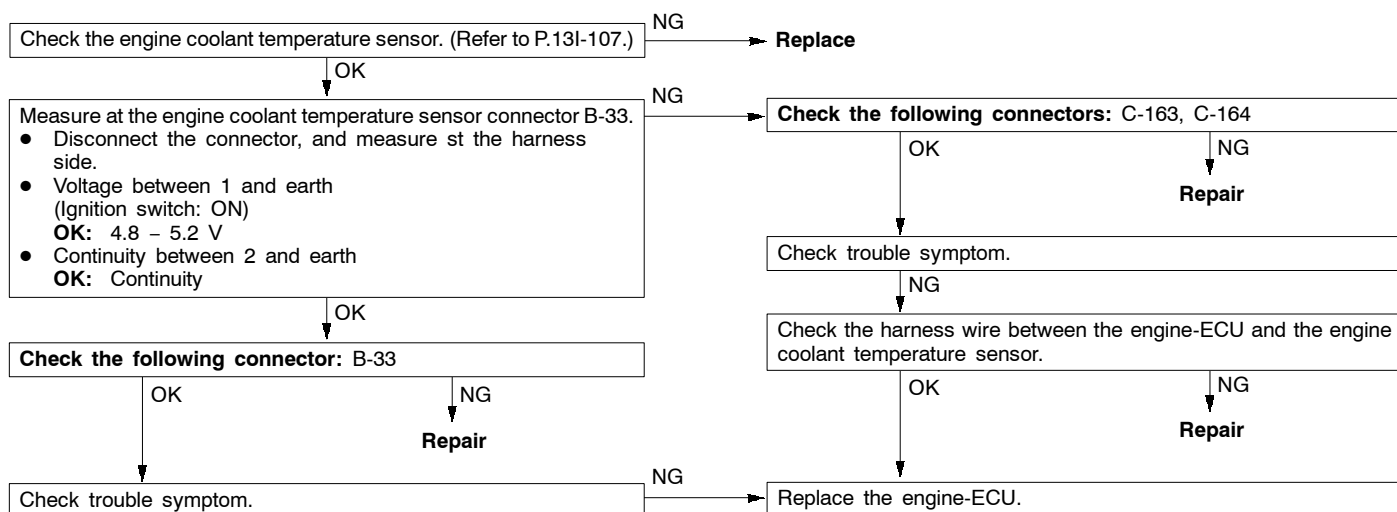 Check the engine coolant temperature sensor. (Refer to P.13I-107.)
NG
Replace
OK
Measure at the engine coolant temperature sensor connector B-33.
● Disconnect the connector, and measure st the harness
side.
● Voltage between 1 and earth
(Ignition switch: ON)
OK: 4.8 – 5.2 V
● Continuity between 2 and earth
OK: Continuity
NG
Check the following connectors: C-163, C-164
OK
NG
Repair
Check trouble symptom.
NG
Check the harness wire between the engine-ECU and the engine
coolant temperature sensor.
OK
NG
Repair
OK
Check the following connector: B-33
OK
NG
Repair
Check trouble symptom.
NG
Replace the engine-ECU.